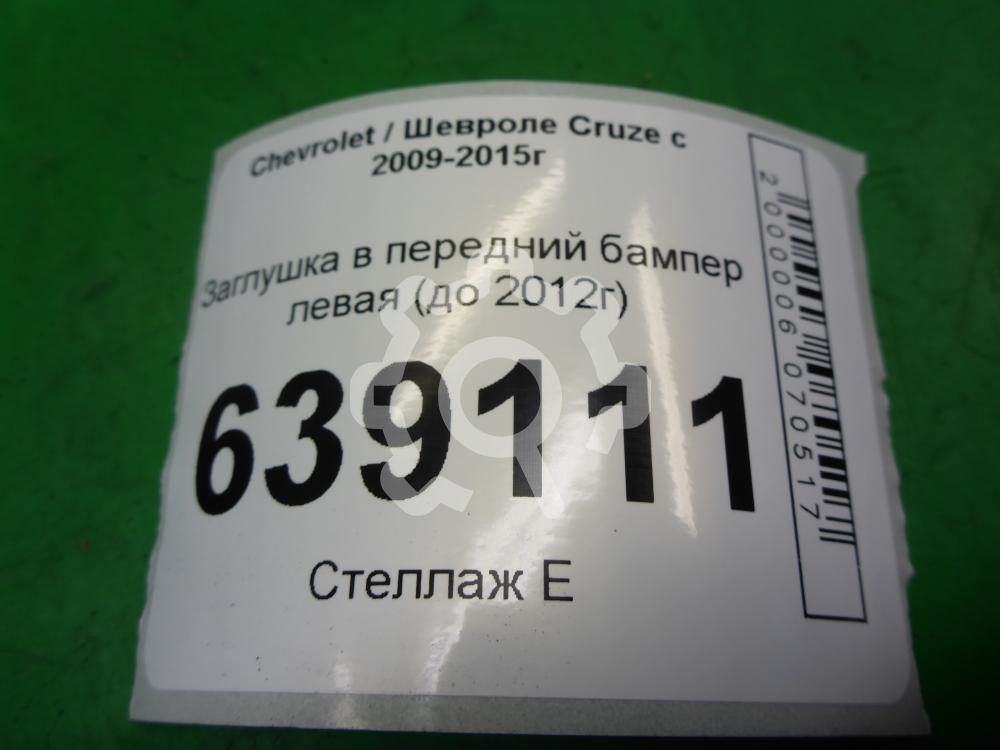 Chevrolet / Шевроле Cruze с
2009-2015г
Заглушка в передний бампер
левая (до 2012г)
639111
Стеллаж Е
2000006070517